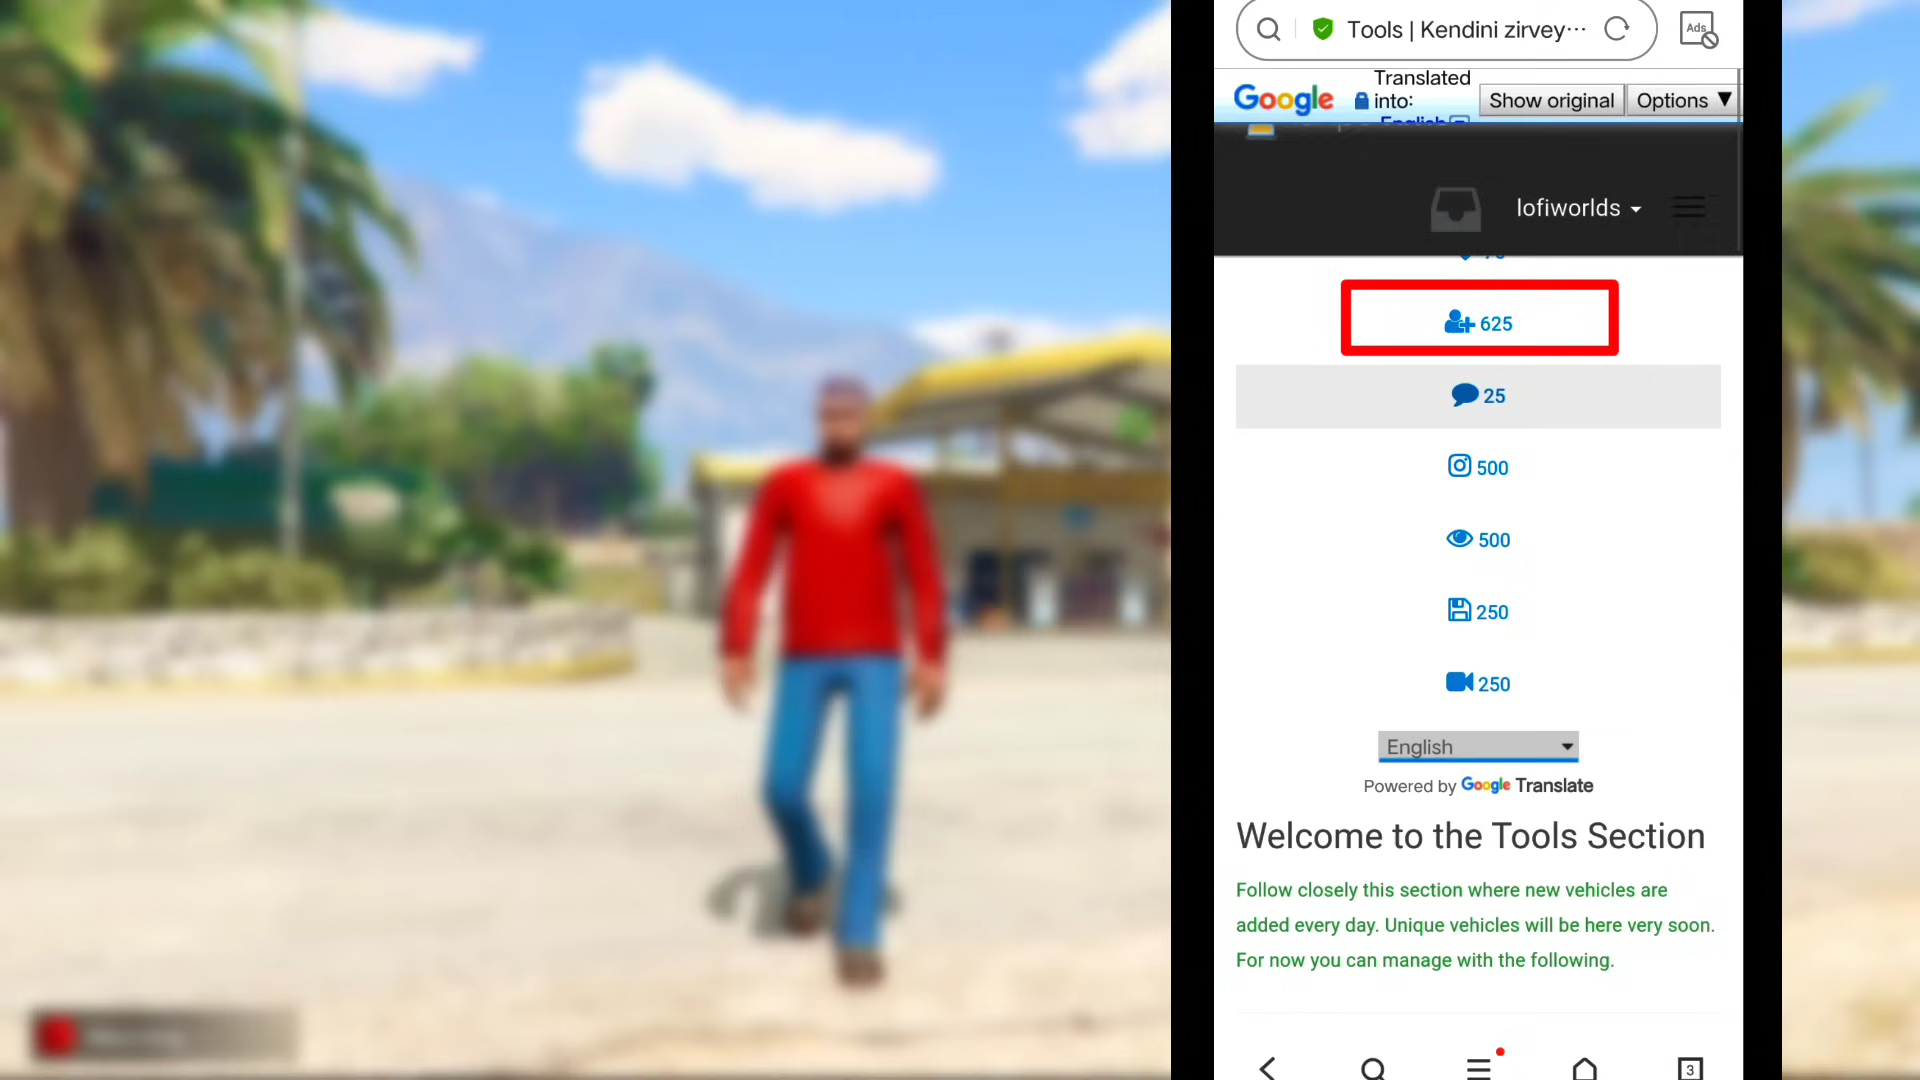 Tools | Kendini zirvey...
Ads
Google
Translated
into:
English
Show original
Options ▼
lofiworlds
625
25
500
500
250
250
English
Powered by Google Translate
Welcome to the Tools Section
Follow closely this section where new vehicles are
added every day. Unique vehicles will be here very soon.
For now you can manage with the following.
3